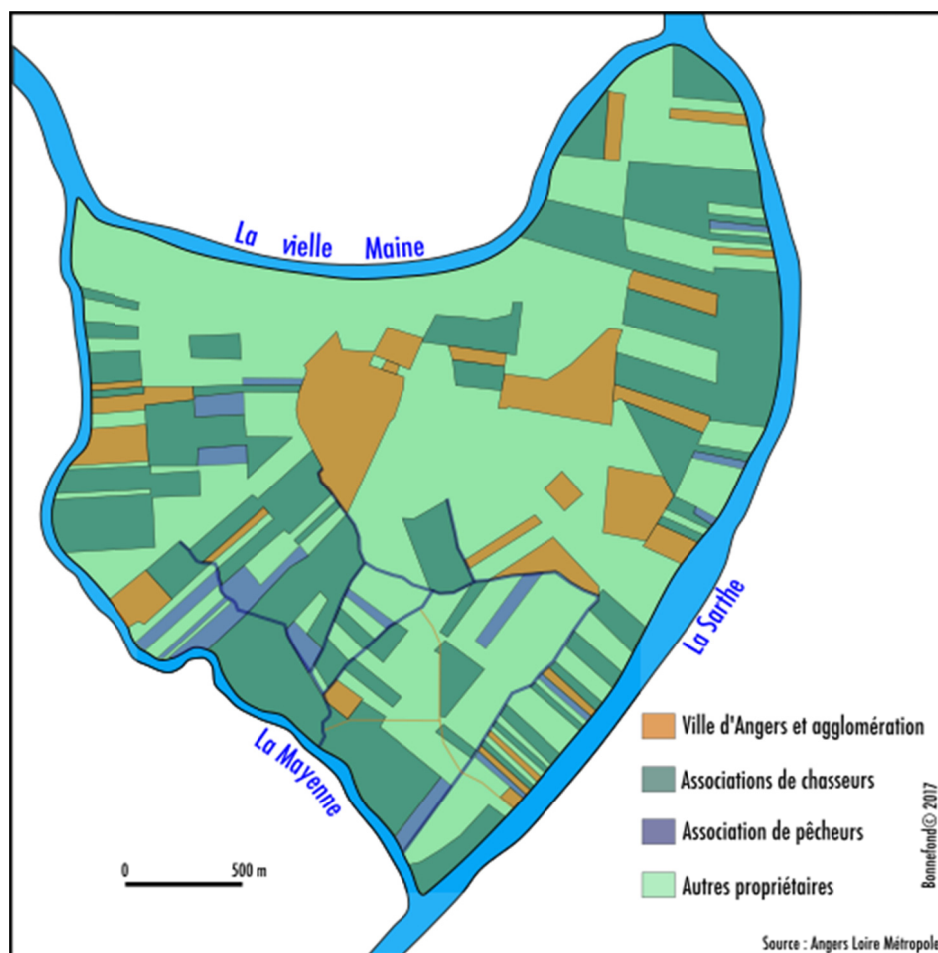 La vielle Maine
La Sarthe
La Mayenne
Ville d'Angers et agglomération
Associations de chasseurs
Association de pêcheurs
Autres propriétaires
0 500 m
Bonnefond© 2017
Source : Angers Loire Métropole